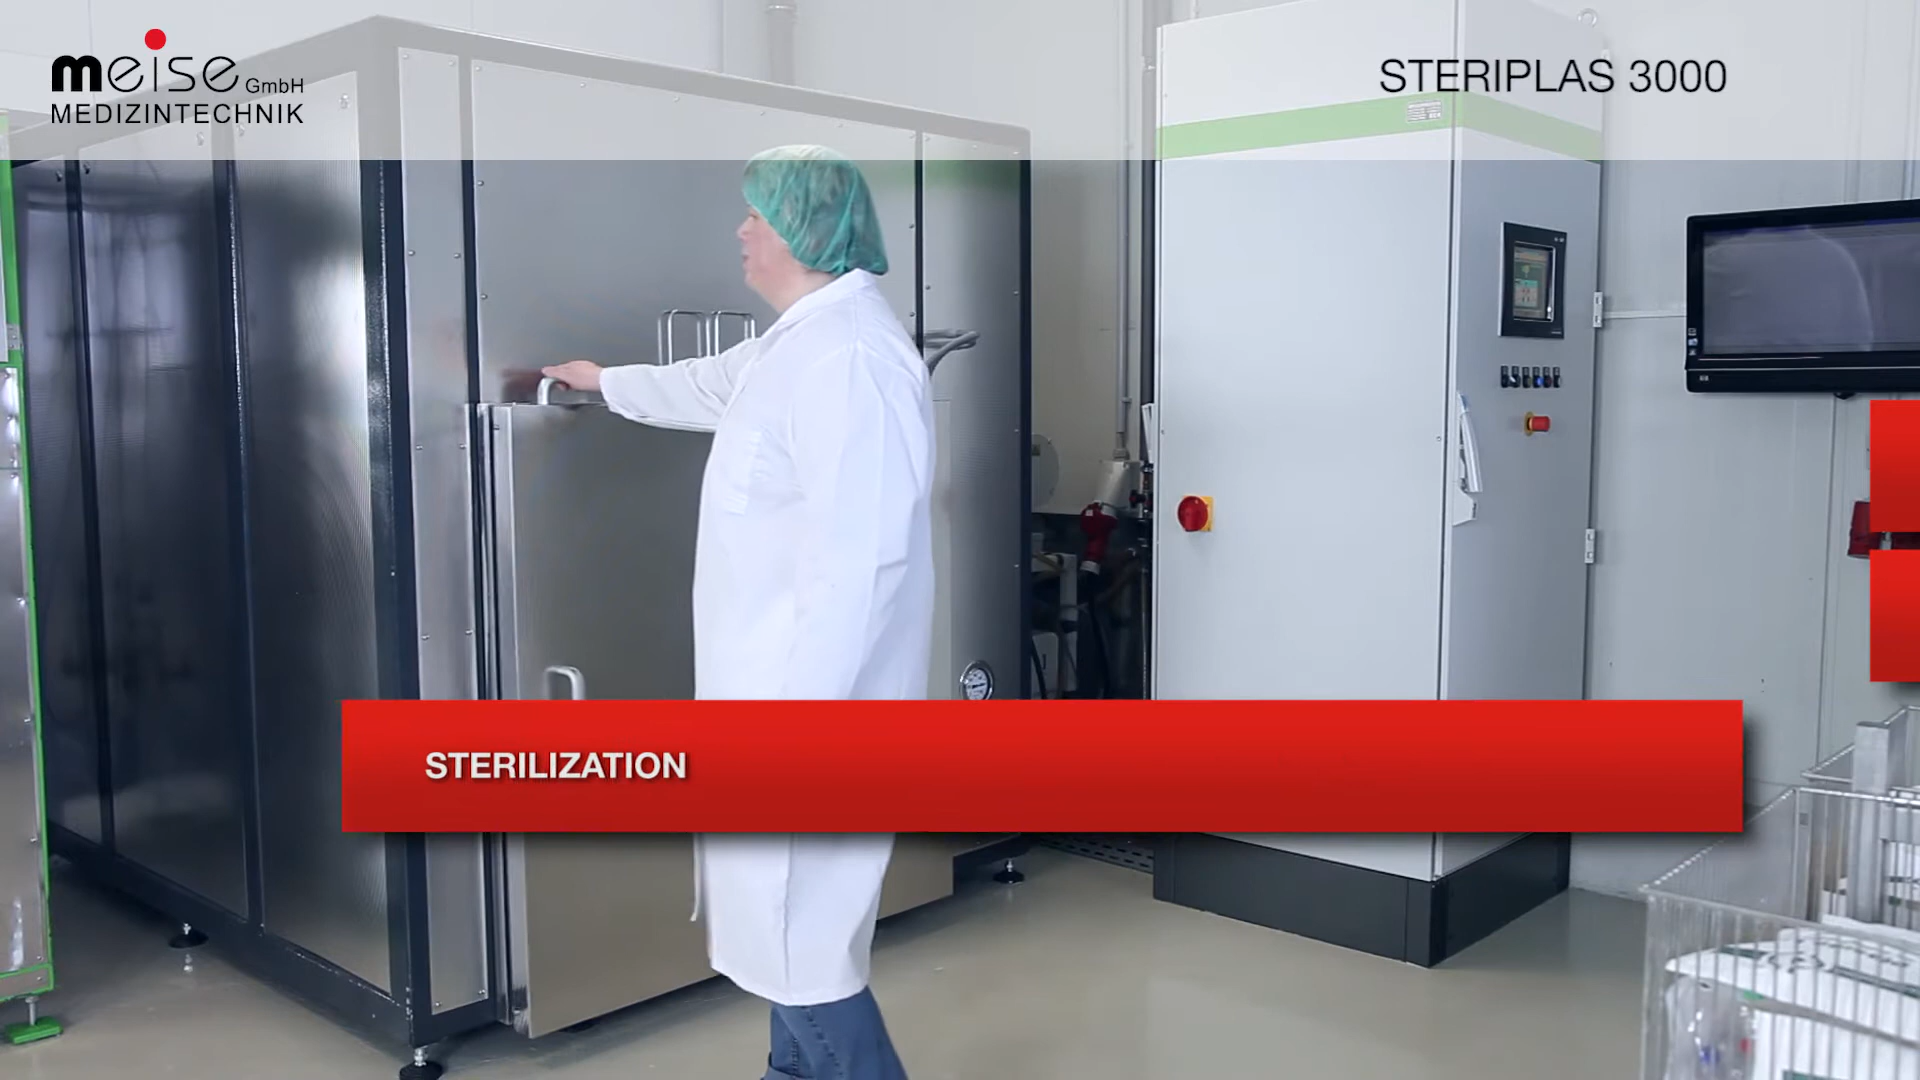 meise GmbH
MEDIZINTECHNIK
STERIPLAS 3000
STERILIZATION